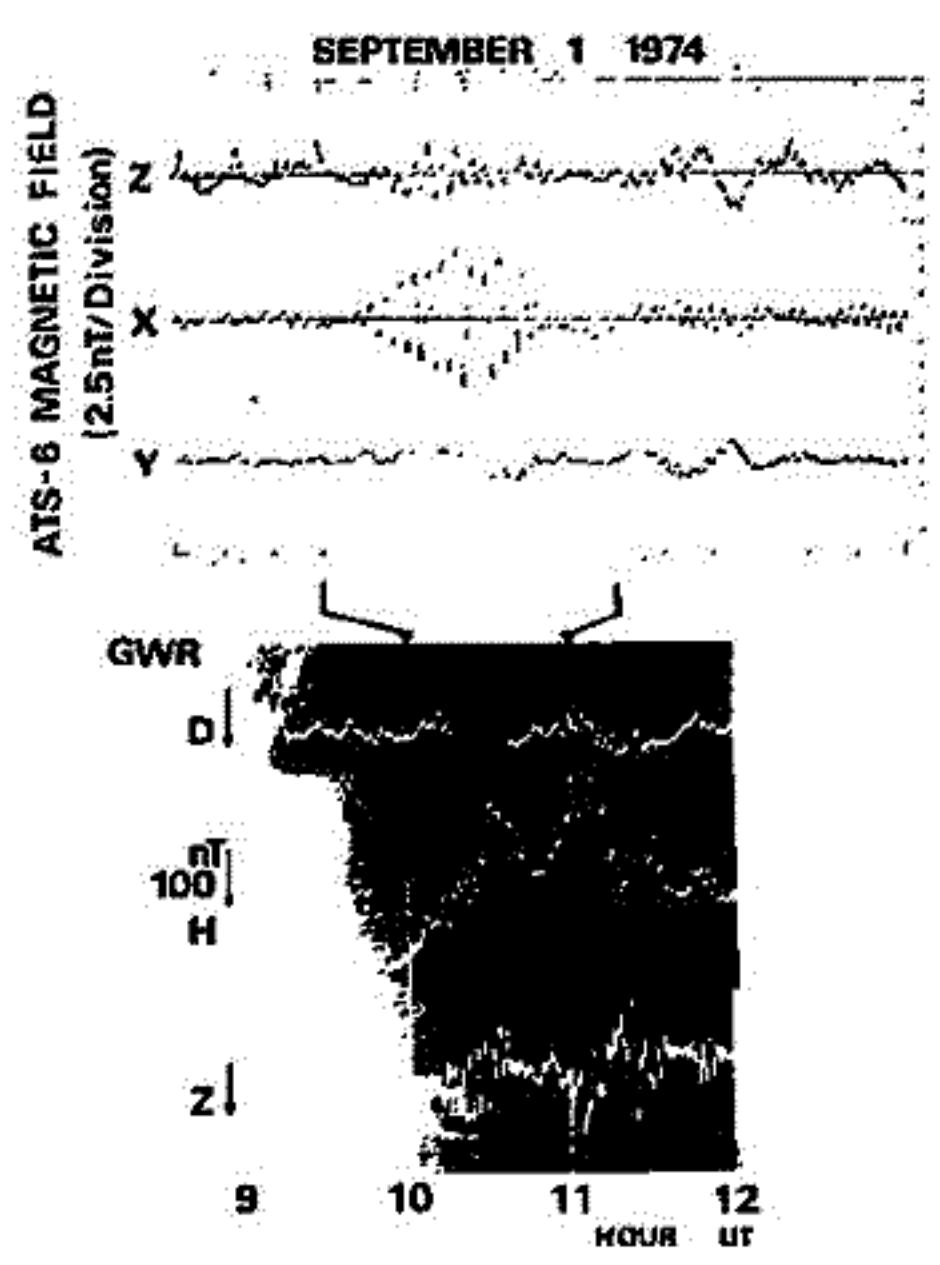 SEPTEMBER 1 1974
ATS-6 MAGNETIC FIELD
(2.5nT/Division)
Z
X
Y
GWR
D
nT
100
H
Z
9 10 11 12
HOUR UT